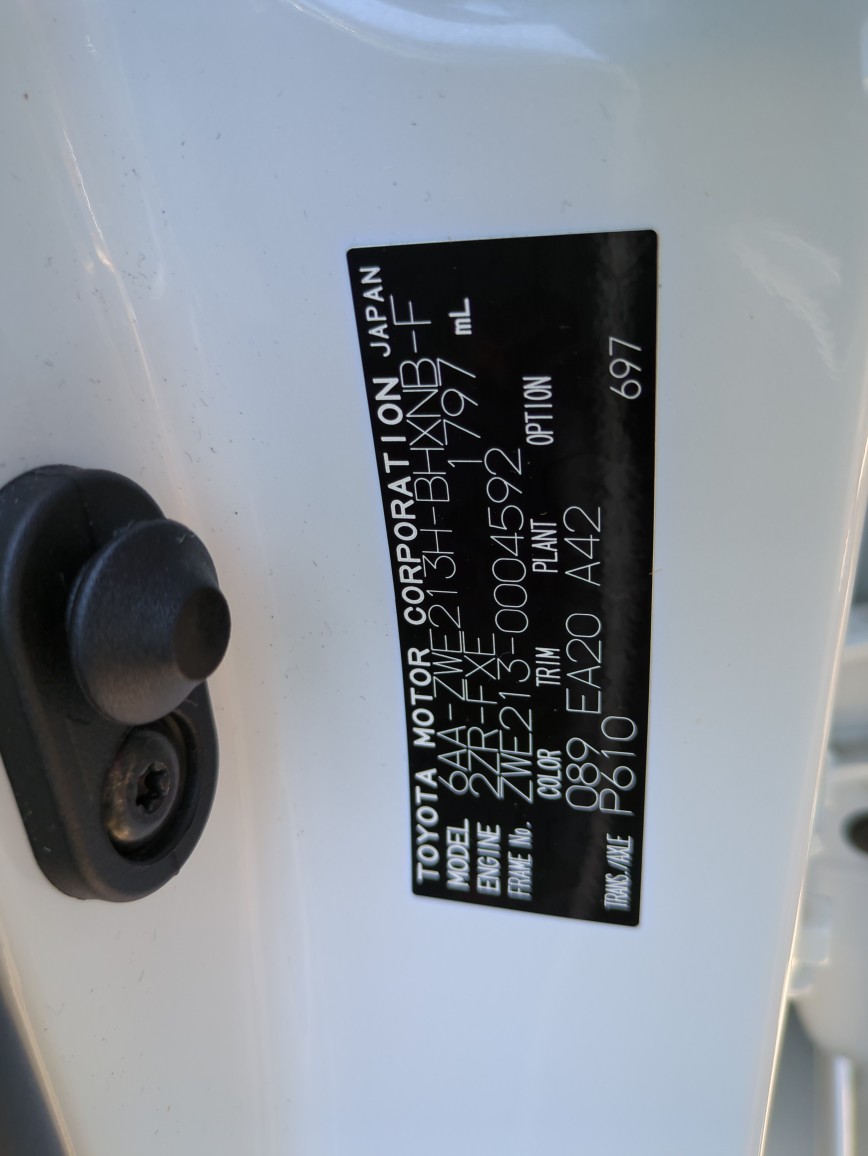 TOYOTA MOTOR CORPORATION JAPAN
MODEL 6AA-ZWE213H-BHXNB-F
ENGINE 2ZR-FXE 1797 mL
FRAME No. ZWE213-0004592
COLOR TRIM PLANT OPTION
089 EA20 A42
TRANS./AXLE P610 697